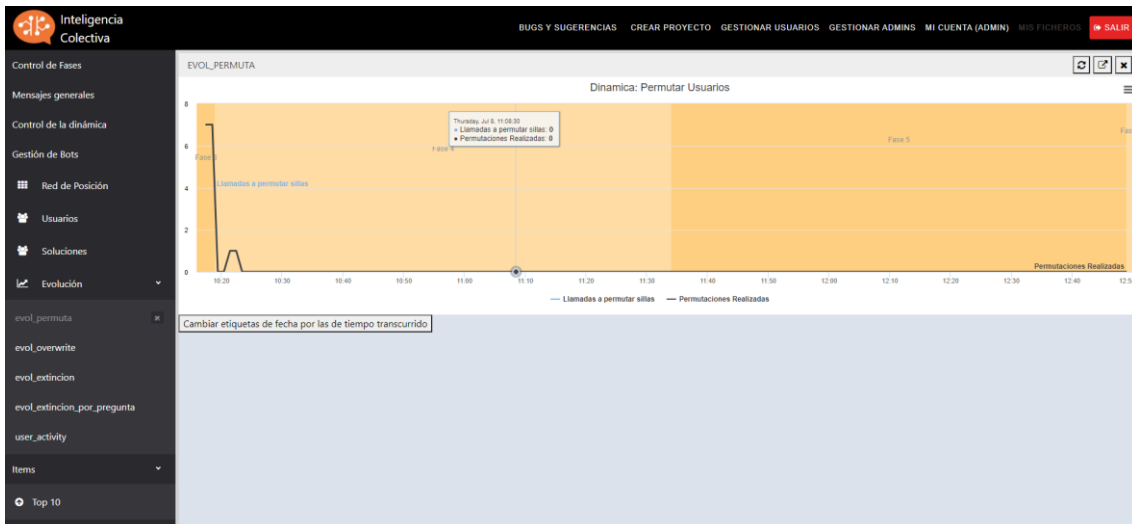 Inteligencia
Colectiva
BUGS Y SUGERENCIAS CREAR PROYECTO GESTIONAR USUARIOS GESTIONAR ADMINS MI CUENTA (ADMIN) MIS FICHEROS SALIR
Control de Fases
Mensajes generales
Control de la dinámica
Gestión de Bots
Red de Posición
Usuarios
Soluciones
Evolución
evol_permuta
evol_overwrite
evol_extincion
evol_extincion_por_pregunta
user_activity
Items
Top 10
EVOL_PERMUTA
Dinamica: Permutar Usuarios
8
6
4
2
0
Thursday, Jul 8, 11:08:30
Llamadas a permutar sillas: 0
Permutaciones Realizadas: 0
Fase 5
Llamadas a permutar sillas
Permutaciones Realizadas
10:20 10:30 10:40 10:50 11:00 11:10 11:20 11:30 11:40 11:50 12:00 12:10 12:20 12:30 12:40 12:5
Llamadas a permutar sillas Permutaciones Realizadas
Cambiar etiquetas de fecha por las de tiempo transcurrido